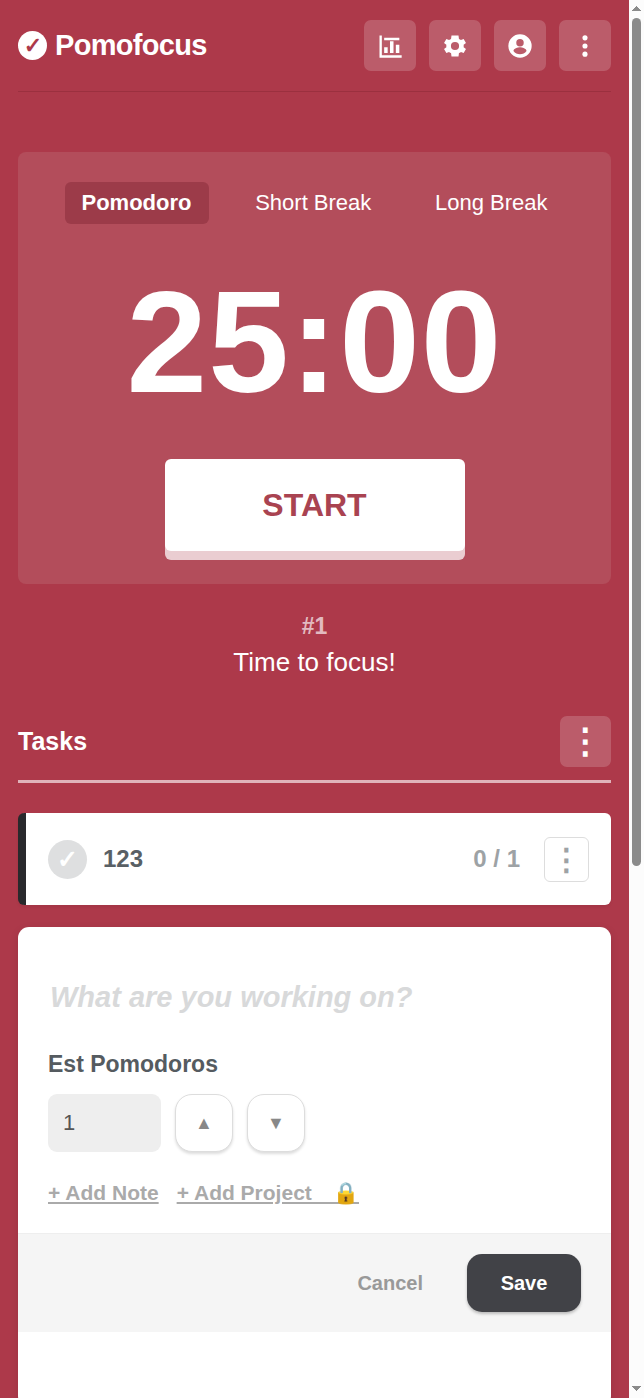 Pomofocus
Pomodoro Short Break Long Break
25:00
START
#1
Time to focus!
Tasks
123 0 / 1
What are you working on?
Est Pomodoros
1
+ Add Note + Add Project 🔒
Cancel Save